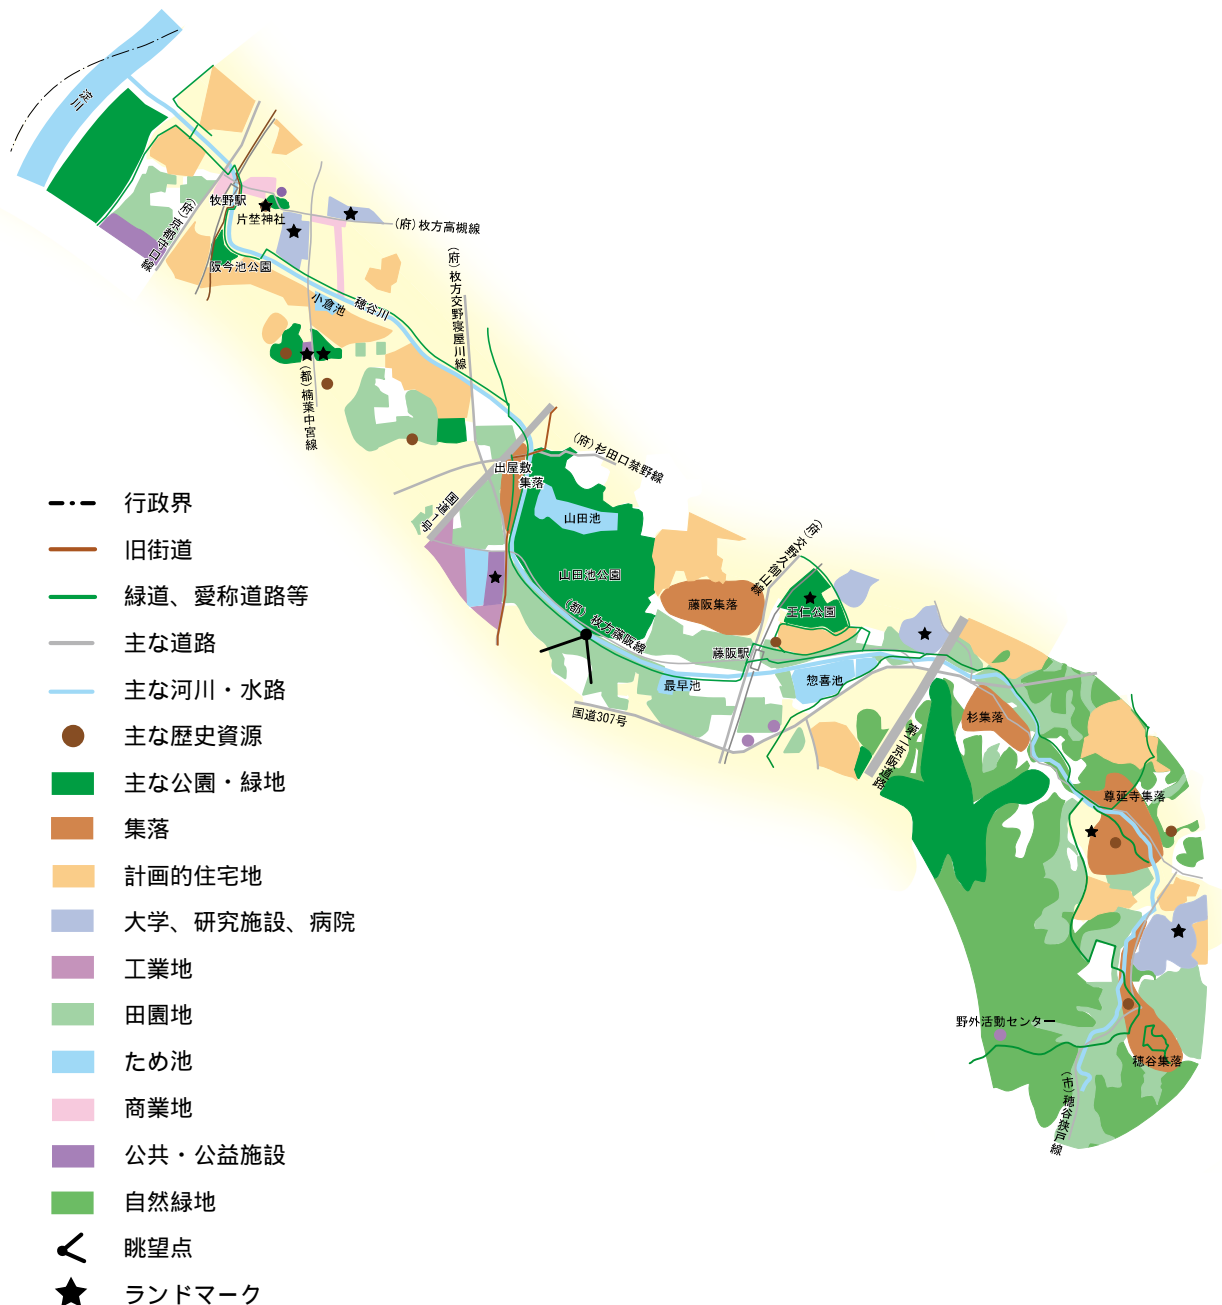 淀川
牧野駅
片埜神社
(府)京都守口線
(府)枚方高槻線
阪今池公園
小倉池
穂谷川
(府)枚方交野寝屋川線
(都)楠葉中宮線
(府)杉田口禁野線
出屋敷
集落
国道1号
山田池
山田池公園
(都)枚方藤阪線
藤阪集落
(府)交野久御山線
王仁公園
藤阪駅
最早池
惣喜池
国道307号
杉集落
第二京阪道路
尊延寺集落
野外活動センター
穂谷集落
(市)穂谷狭戸線
行政界
旧街道
緑道、愛称道路等
主な道路
主な河川・水路
主な歴史資源
主な公園・緑地
集落
計画的住宅地
大学、研究施設、病院
工業地
田園地
ため池
商業地
公共・公益施設
自然緑地
眺望点
ランドマーク